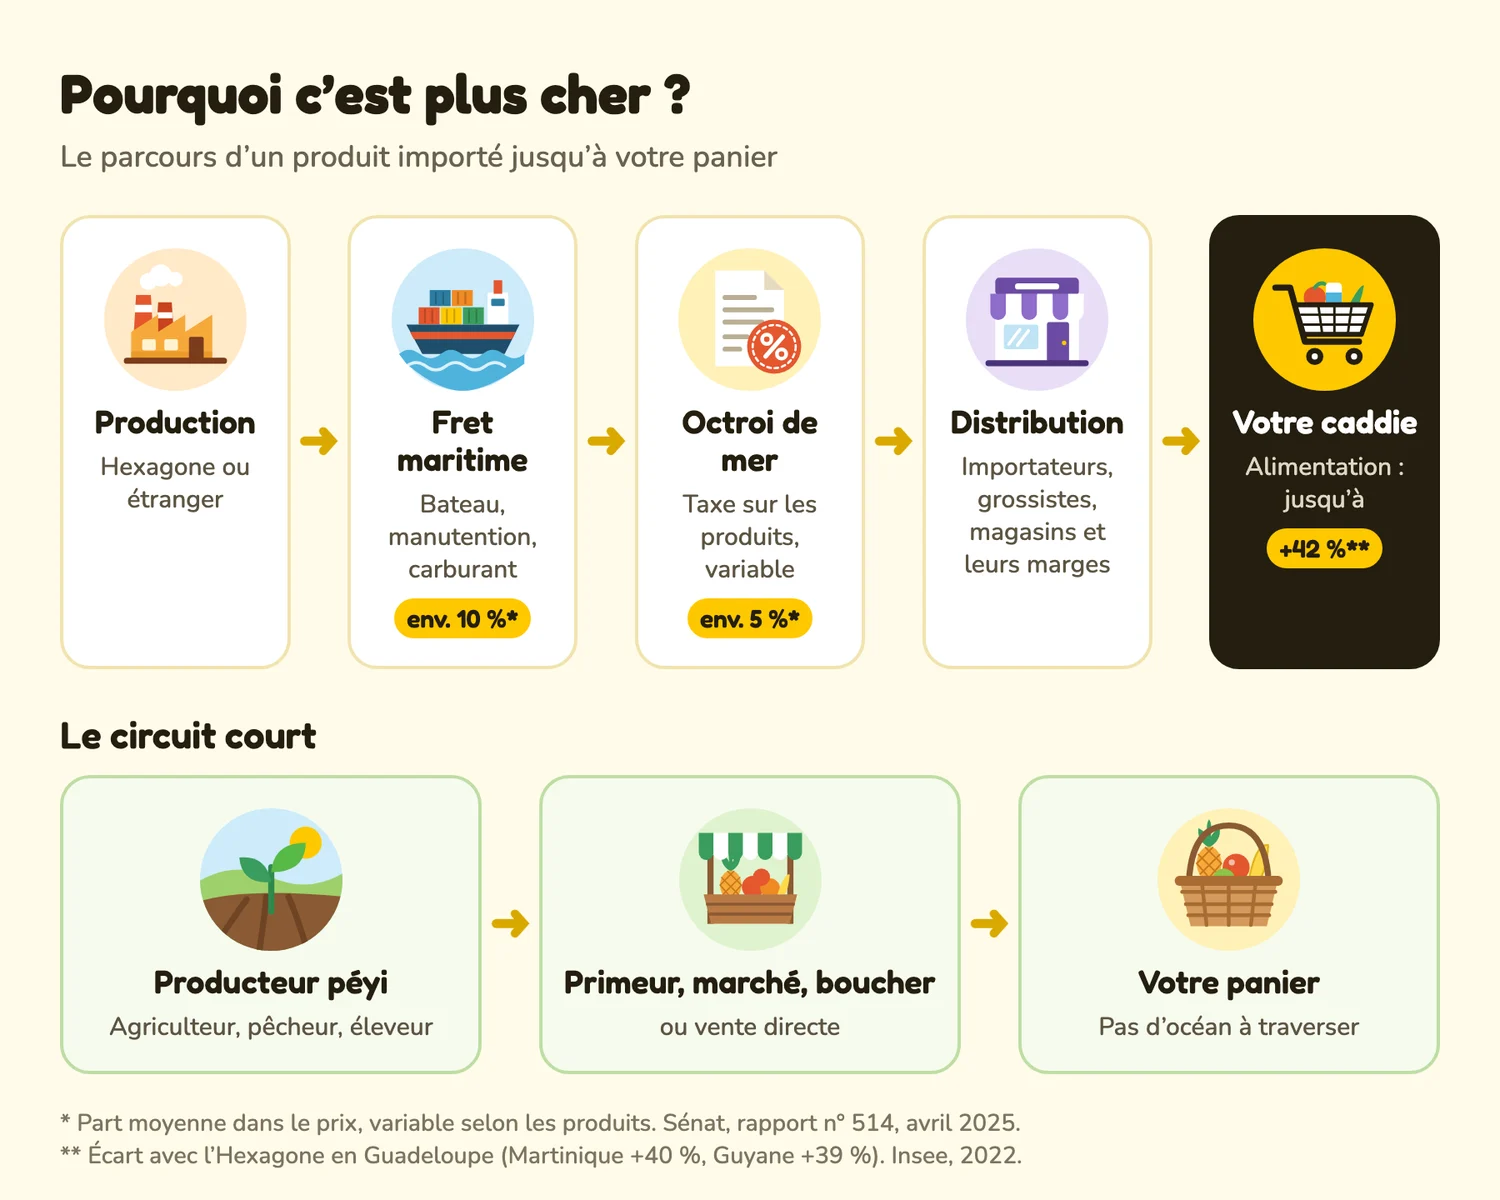 Pourquoi c’est plus cher ?
Le parcours d’un produit importé jusqu’à votre panier
Production
Hexagone ou
étranger
Fret
maritime
Bateau,
manutention,
carburant
env. 10 %*
Octroi de
mer
Taxe sur les
produits,
variable
env. 5 %*
Distribution
Importateurs,
grossistes,
magasins et
leurs marges
Votre caddie
Alimentation :
jusqu’à
+42 %**
Le circuit court
Producteur péyi
Agriculteur, pêcheur, éleveur
Primeur, marché, boucher
ou vente directe
Votre panier
Pas d’océan à traverser
* Part moyenne dans le prix, variable selon les produits. Sénat, rapport n° 514, avril 2025.
** Écart avec l’Hexagone en Guadeloupe (Martinique +40 %, Guyane +39 %). Insee, 2022.